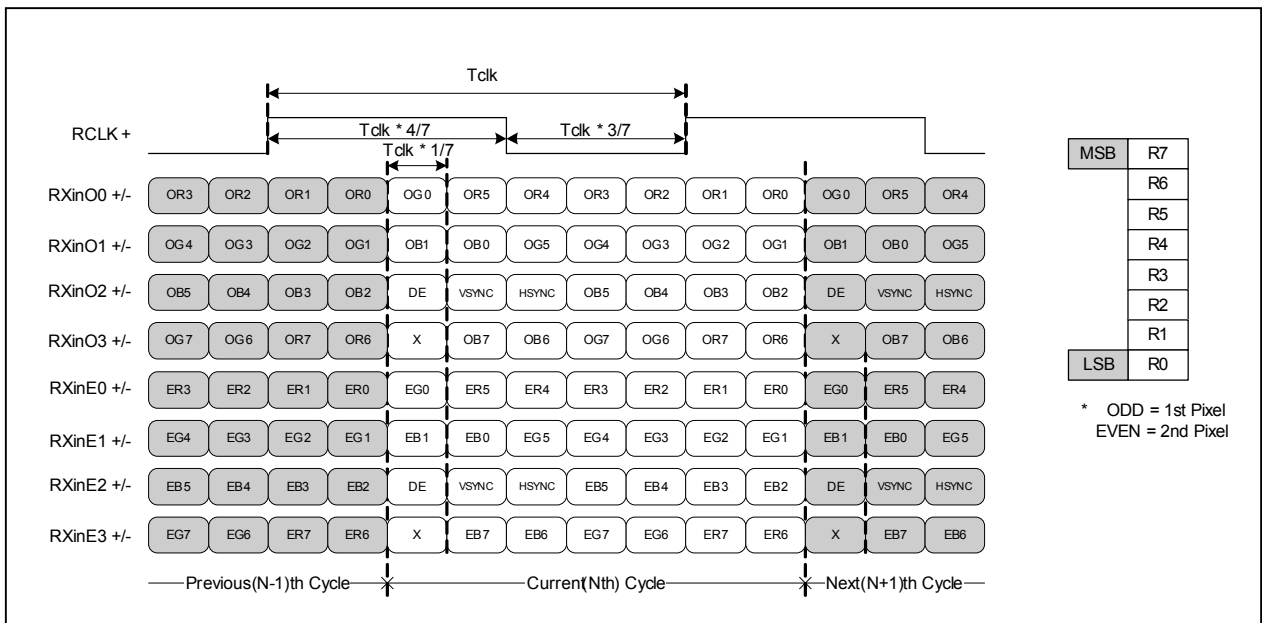 Tclk
RCLK +
Tclk * 4/7
Tclk * 3/7
Tclk * 1/7
RXinO0 +/- OR3 OR2 OR1 OR0 OG0 OR5 OR4 OR3 OR2 OR1 OR0 OG0 OR5 OR4
RXinO1 +/- OG4 OG3 OG2 OG1 OB1 OB0 OG5 OG4 OG3 OG2 OG1 OB1 OB0 OG5
RXinO2 +/- OB5 OB4 OB3 OB2 DE VSYNC HSYNC OB5 OB4 OB3 OB2 DE VSYNC HSYNC
RXinO3 +/- OG7 OG6 OR7 OR6 X OB7 OB6 OG7 OG6 OR7 OR6 X OB7 OB6
RXinE0 +/- ER3 ER2 ER1 ER0 EG0 ER5 ER4 ER3 ER2 ER1 ER0 EG0 ER5 ER4
RXinE1 +/- EG4 EG3 EG2 EG1 EB1 EB0 EG5 EG4 EG3 EG2 EG1 EB1 EB0 EG5
RXinE2 +/- EB5 EB4 EB3 EB2 DE VSYNC HSYNC EB5 EB4 EB3 EB2 DE VSYNC HSYNC
RXinE3 +/- EG7 EG6 ER7 ER6 X EB7 EB6 EG7 EG6 ER7 ER6 X EB7 EB6
Previous(N-1)th Cycle Current(Nth) Cycle Next(N+1)th Cycle
MSB R7
R6
R5
R4
R3
R2
R1
LSB R0
* ODD = 1st Pixel
EVEN = 2nd Pixel